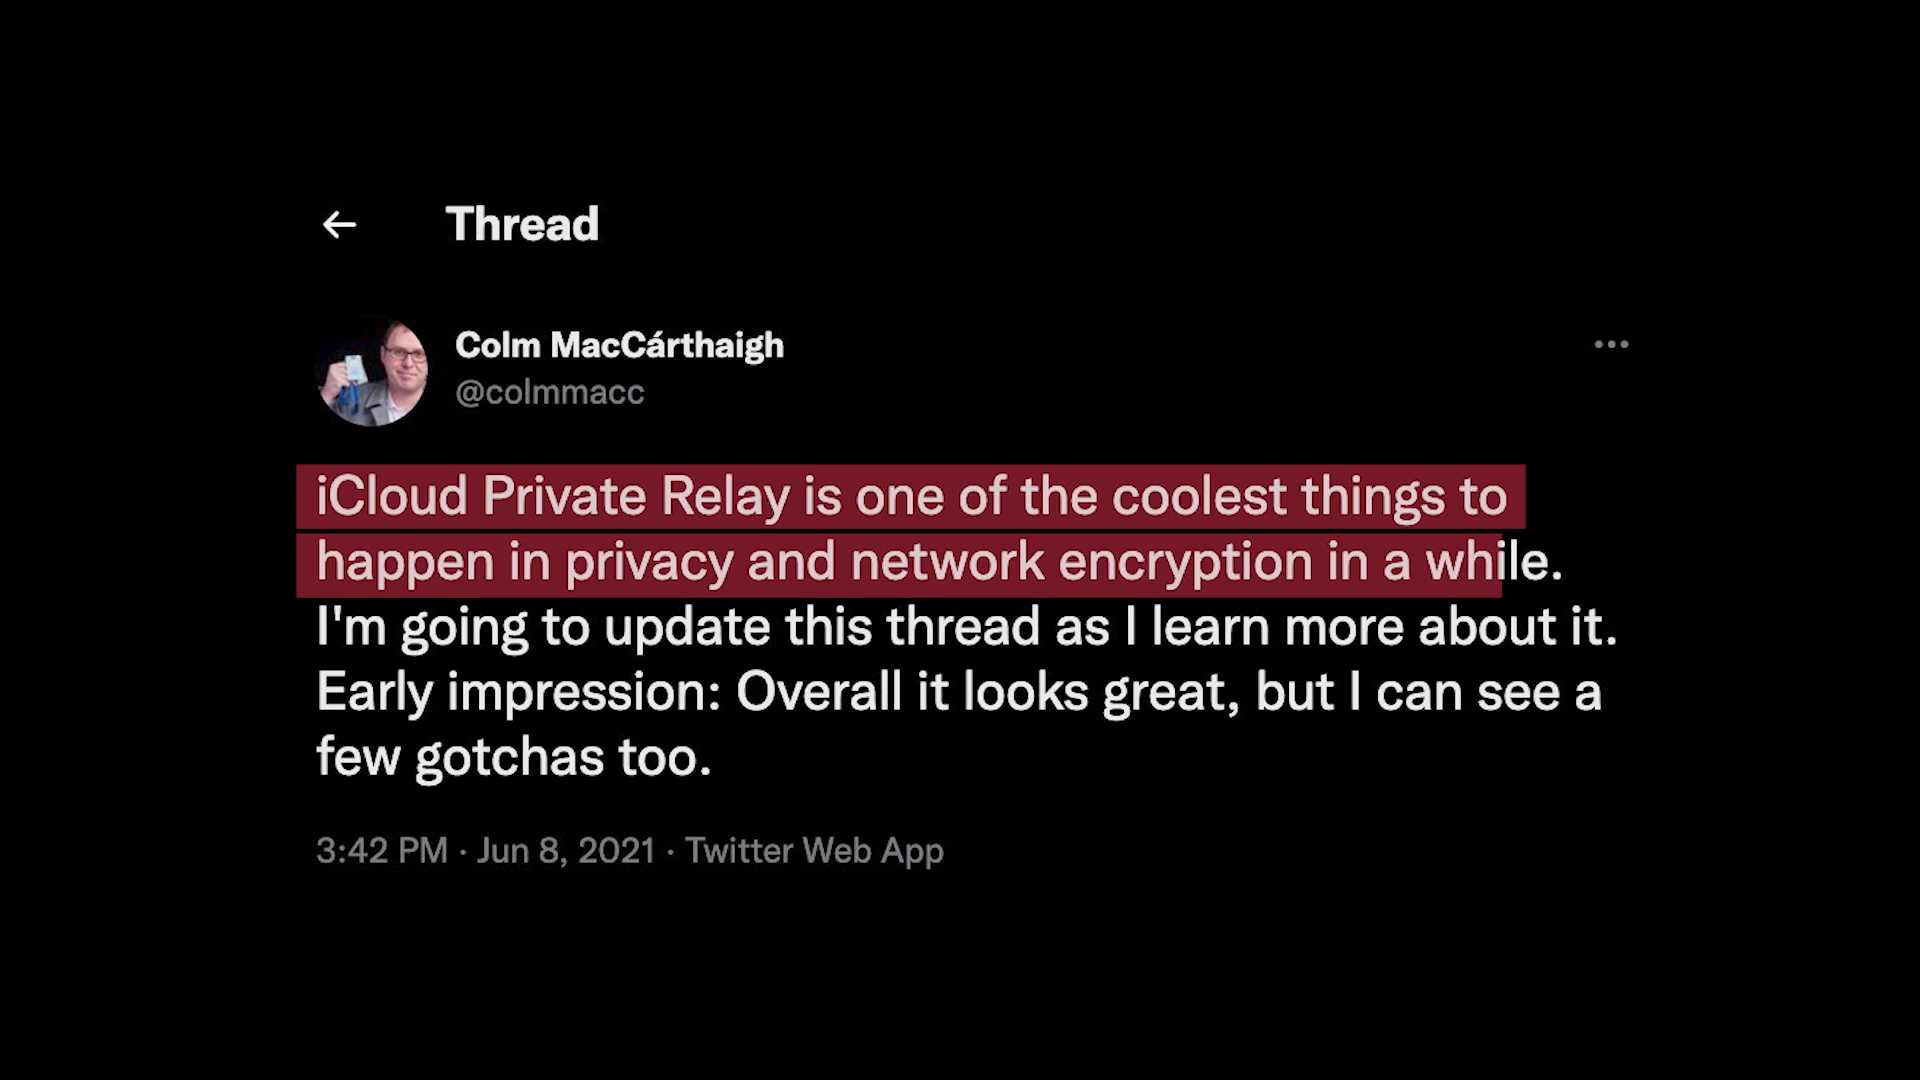 Thread
Colm MacCárthaigh
@colmmacc
iCloud Private Relay is one of the coolest things to
happen in privacy and network encryption in a while.
I'm going to update this thread as I learn more about it.
Early impression: Overall it looks great, but I can see a
few gotchas too.
3:42 PM · Jun 8, 2021 · Twitter Web App